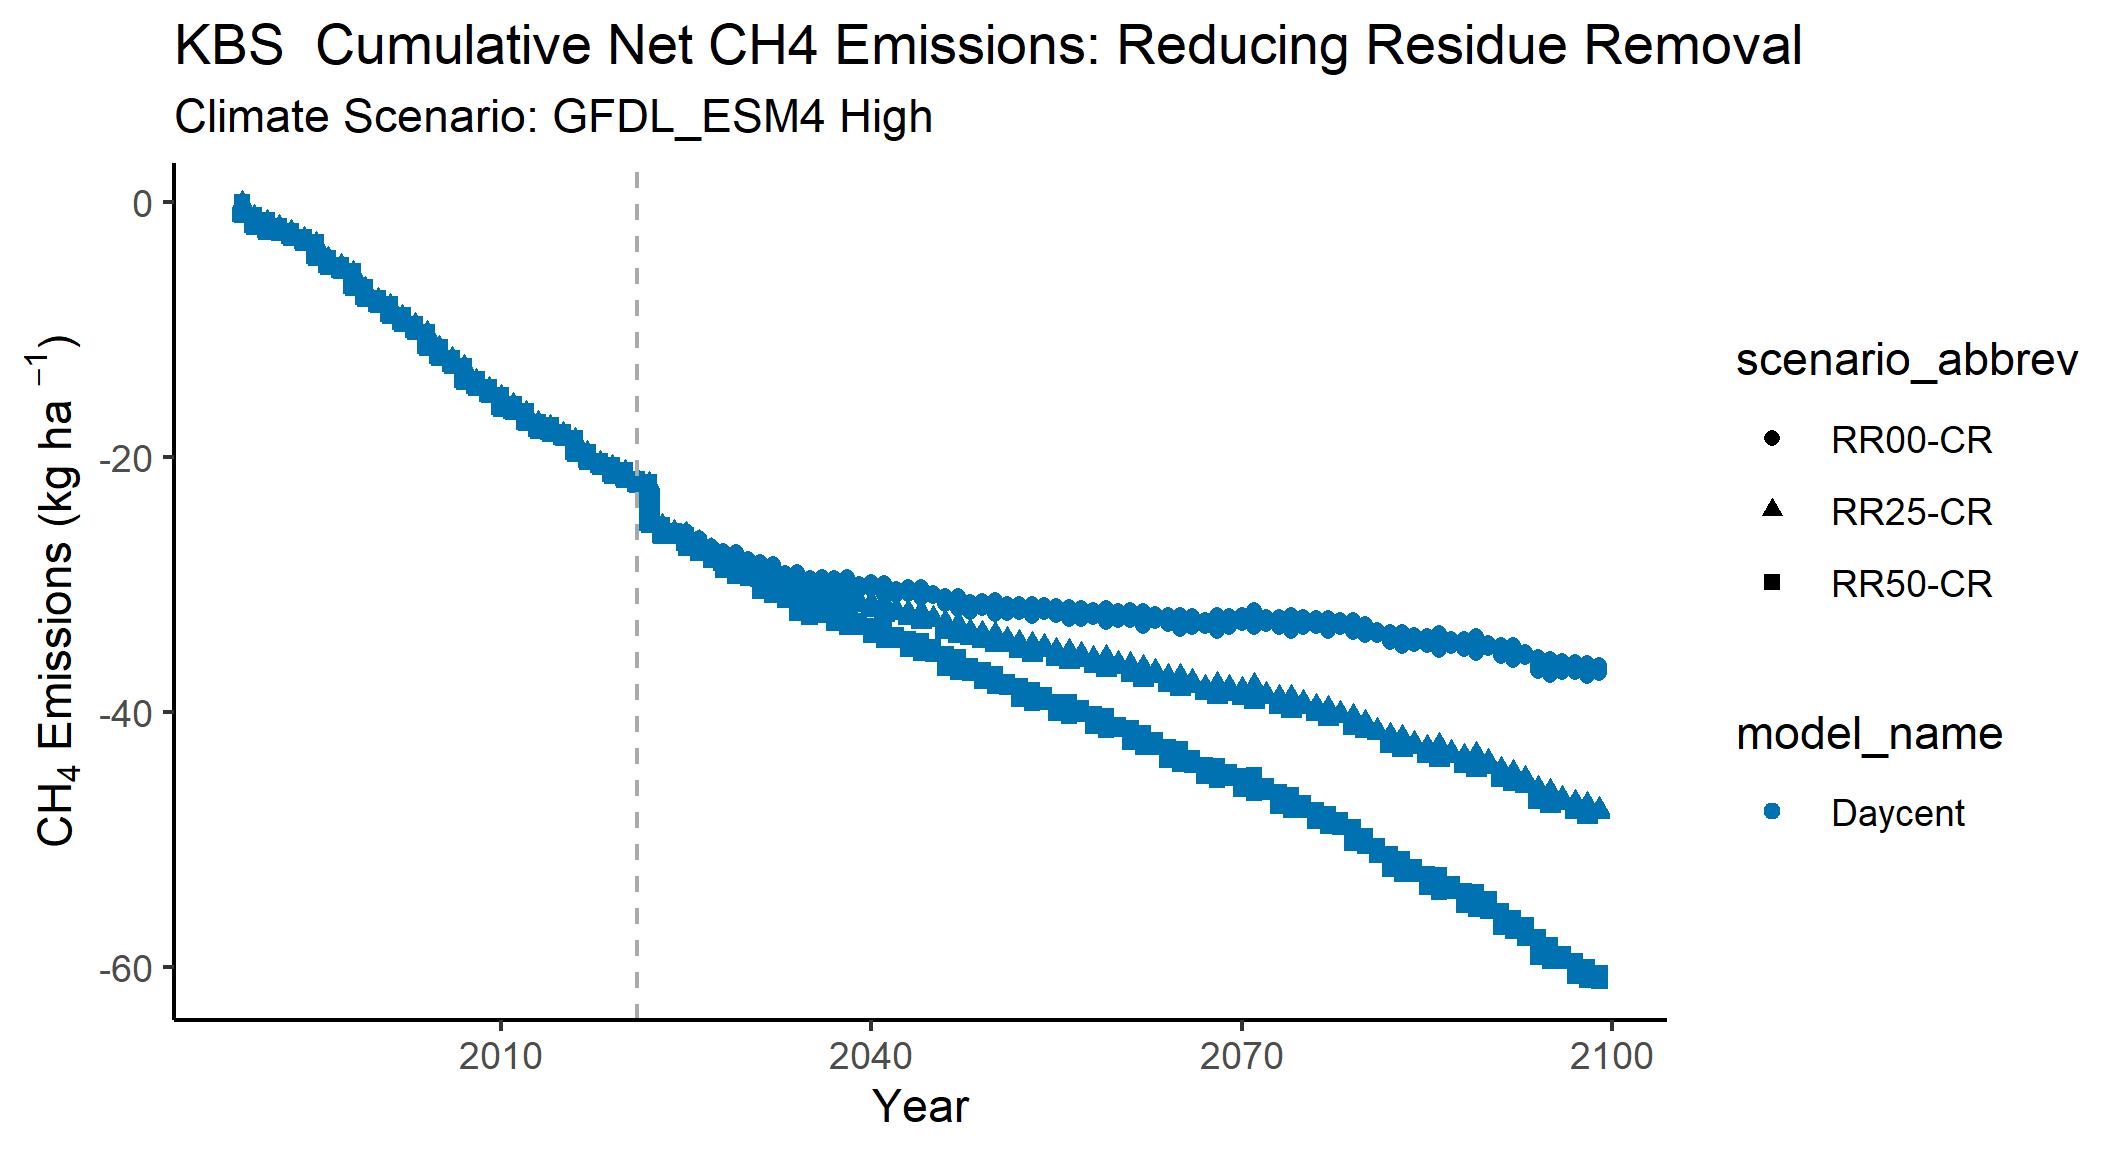 KBS  Cumulative Net CH4 Emissions: Reducing Residue Removal
Climate Scenario: GFDL_ESM4 High
CH₄ Emissions (kg ha ⁻¹)
0
-20
-40
-60
2010
2040
2070
2100
Year
scenario_abbrev
RR00-CR
RR25-CR
RR50-CR
model_name
Daycent